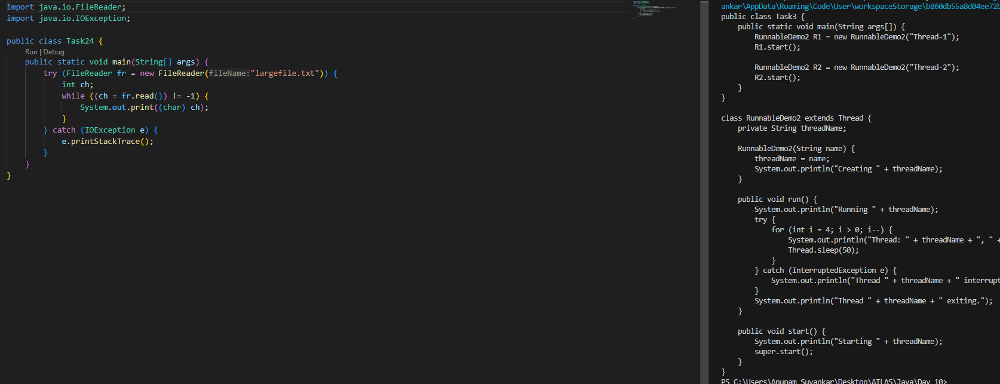 import java.io.FileReader;
import java.io.IOException;
public class Task24 {
Run | Debug
public static void main(String[] args) {
try (FileReader fr = new FileReader(fileName:"largefile.txt")) {
int ch;
while ((ch = fr.read()) != -1) {
System.out.print((char) ch);
}
} catch (IOException e) {
e.printStackTrace();
}
}
}
ankar\AppData\Roaming\Code\User\workspaceStorage\b860db55a8d04ee72b
public class Task3 {
public static void main(String args[]) {
RunnableDemo2 R1 = new RunnableDemo2("Thread-1");
R1.start();
RunnableDemo2 R2 = new RunnableDemo2("Thread-2");
R2.start();
}
}
class RunnableDemo2 extends Thread {
private String threadName;
RunnableDemo2(String name) {
threadName = name;
System.out.println("Creating " + threadName);
}
public void run() {
System.out.println("Running " + threadName);
try {
for (int i = 4; i > 0; i--) {
System.out.println("Thread: " + threadName + ", " +
Thread.sleep(50);
}
} catch (InterruptedException e) {
System.out.println("Thread " + threadName + " interrupt
}
System.out.println("Thread " + threadName + " exiting.");
}
public void start() {
System.out.println("Starting " + threadName);
super.start();
}
}
PS C:\Users\Anupam Suyankar\Desktop\ATLAS\Java\Day 10>